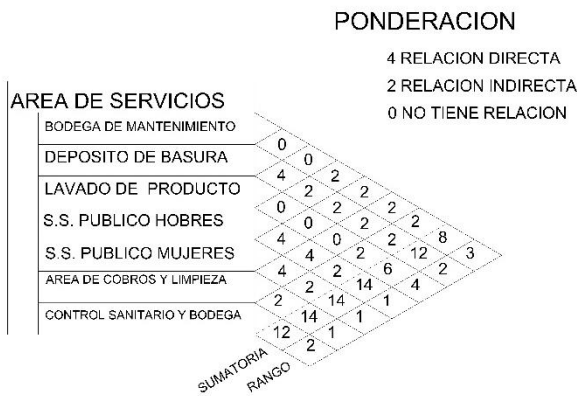 PONDERACION
4 RELACION DIRECTA
2 RELACION INDIRECTA
0 NO TIENE RELACION
AREA DE SERVICIOS
BODEGA DE MANTENIMIENTO
0
DEPOSITO DE BASURA
0
4 2
LAVADO DE PRODUCTO
2 2
0 2 2
S.S. PUBLICO HOBRES
0 2 8
4 0 2 12 3
S.S. PUBLICO MUJERES
4 2 6 2
4 2 14 4
AREA DE COBROS Y LIMPIEZA
2 14 1
2 14 1
CONTROL SANITARIO Y BODEGA
12 1
2
SUMATORIA
RANGO